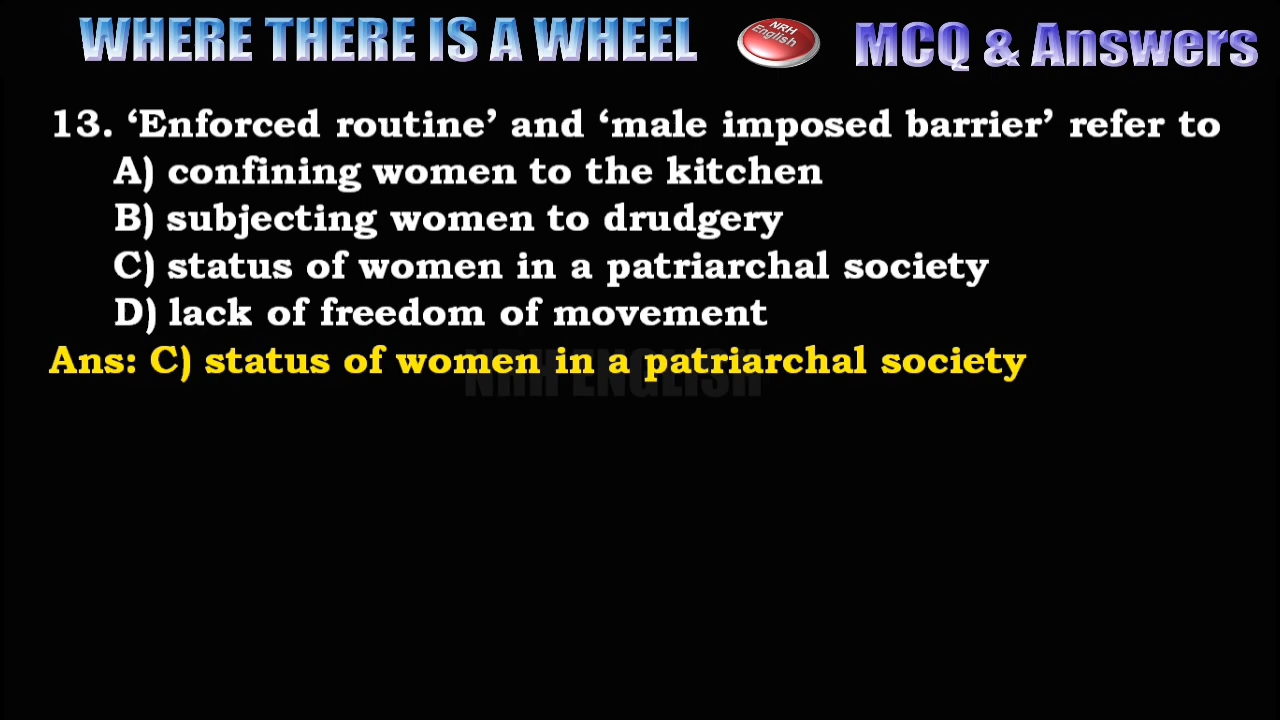 WHERE THERE IS A WHEEL
NRH English
MCQ & Answers
13. ‘Enforced routine’ and ‘male imposed barrier’ refer to
A) confining women to the kitchen
B) subjecting women to drudgery
C) status of women in a patriarchal society
D) lack of freedom of movement
Ans: C) status of women in a patriarchal society
NRH ENGLISH